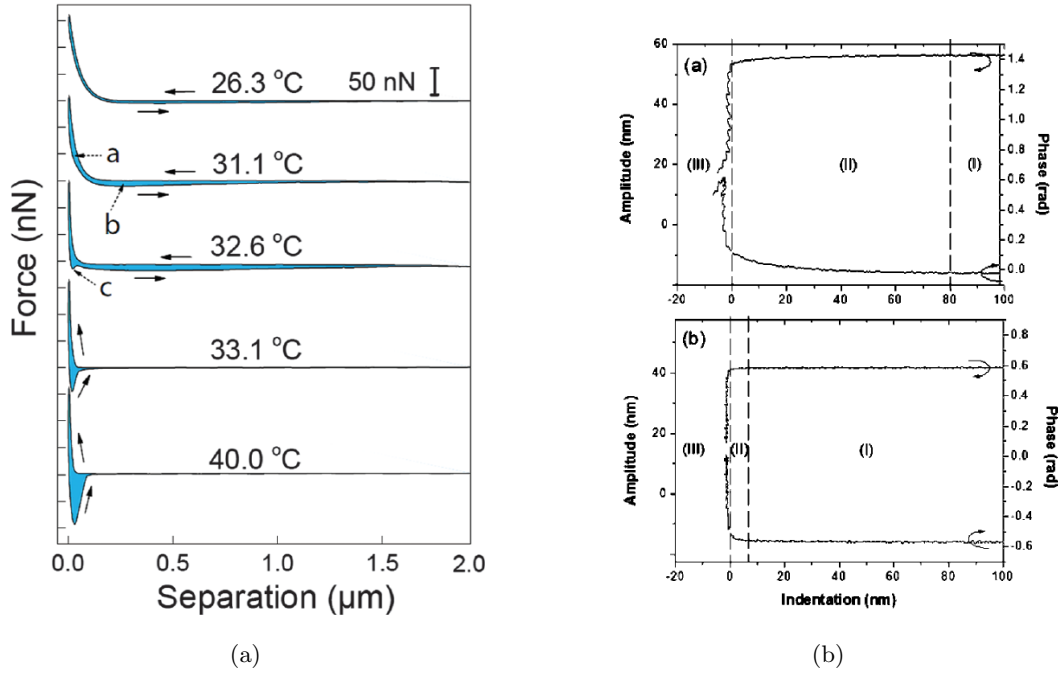 26.3 °C
50 nN
a
31.1 °C
b
32.6 °C
c
33.1 °C
40.0 °C
Force (nN)
0.0 0.5 1.0 1.5 2.0
Separation (μm)
(a)
(a)
60
40
20
0
Amplitude (nm)
(III)
(II)
(I)
1.4
1.2
1.0
0.8
0.6
0.4
0.2
0.0
Phase (rad)
-20 0 20 40 60 80 100
(b)
40
20
0
Amplitude (nm)
(III)
(II)
(I)
0.8
0.6
0.4
0.2
0.0
-0.2
-0.4
-0.6
Phase (rad)
-20 0 20 40 60 80 100
Indentation (nm)
(b)